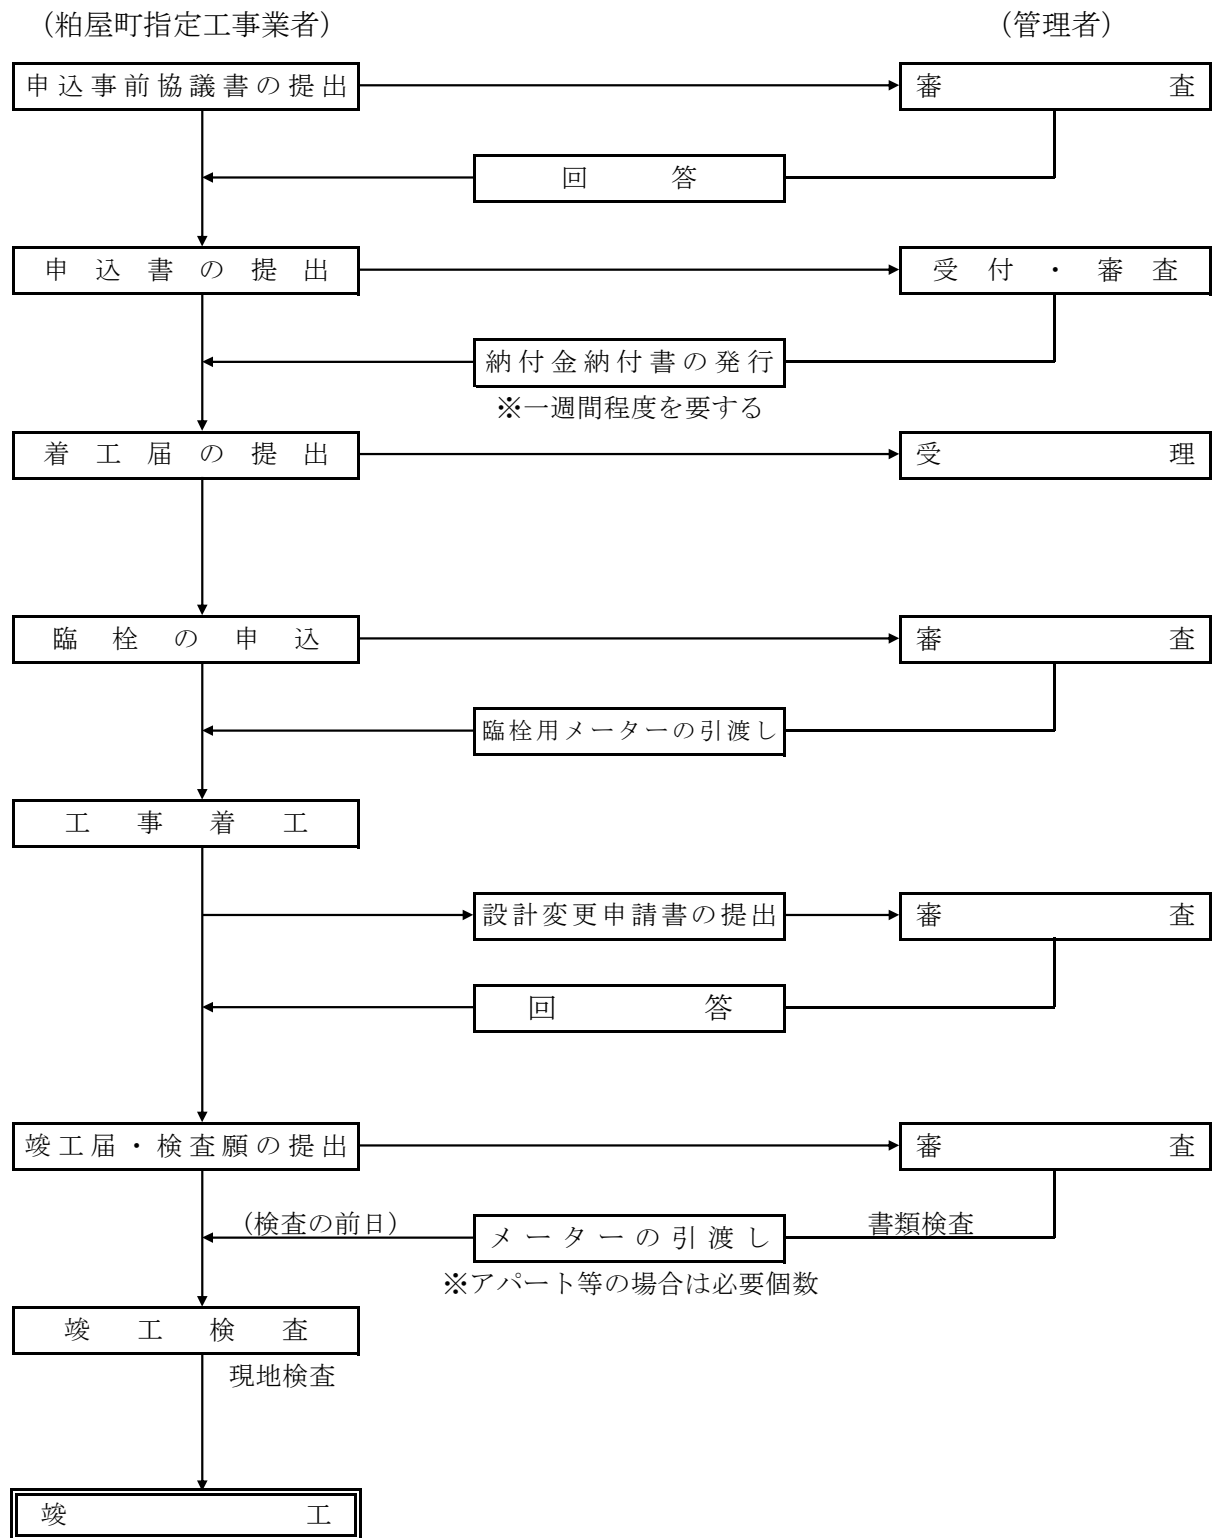 （粕屋町指定工事業者）
（管理者）
申込事前協議書の提出
審査
回答
申込書の提出
受付・審査
納付金納付書の発行
※一週間程度を要する
着工届の提出
受理
臨栓の申込
審査
臨栓用メーターの引渡し
工事着工
設計変更申請書の提出
審査
回答
竣工届・検査願の提出
審査
（検査の前日）
メーターの引渡し
書類検査
※アパート等の場合は必要個数
竣工検査
現地検査
竣工